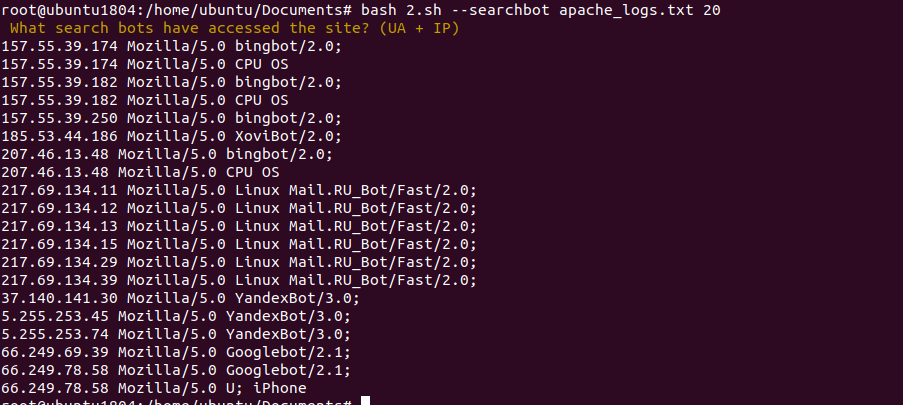 root@ubuntu1804:/home/ubuntu/Documents# bash 2.sh --searchbot apache_logs.txt 20
What search bots have accessed the site? (UA + IP)
157.55.39.174 Mozilla/5.0 bingbot/2.0;
157.55.39.174 Mozilla/5.0 CPU OS
157.55.39.182 Mozilla/5.0 bingbot/2.0;
157.55.39.182 Mozilla/5.0 CPU OS
157.55.39.250 Mozilla/5.0 bingbot/2.0;
185.53.44.186 Mozilla/5.0 XoviBot/2.0;
207.46.13.48 Mozilla/5.0 bingbot/2.0;
207.46.13.48 Mozilla/5.0 CPU OS
217.69.134.11 Mozilla/5.0 Linux Mail.RU_Bot/Fast/2.0;
217.69.134.12 Mozilla/5.0 Linux Mail.RU_Bot/Fast/2.0;
217.69.134.13 Mozilla/5.0 Linux Mail.RU_Bot/Fast/2.0;
217.69.134.15 Mozilla/5.0 Linux Mail.RU_Bot/Fast/2.0;
217.69.134.29 Mozilla/5.0 Linux Mail.RU_Bot/Fast/2.0;
217.69.134.39 Mozilla/5.0 Linux Mail.RU_Bot/Fast/2.0;
37.140.141.30 Mozilla/5.0 YandexBot/3.0;
5.255.253.45 Mozilla/5.0 YandexBot/3.0;
5.255.253.74 Mozilla/5.0 YandexBot/3.0;
66.249.69.39 Mozilla/5.0 Googlebot/2.1;
66.249.78.58 Mozilla/5.0 Googlebot/2.1;
66.249.78.58 Mozilla/5.0 U; iPhone
root@ubuntu1804:/home/ubuntu/Documents#